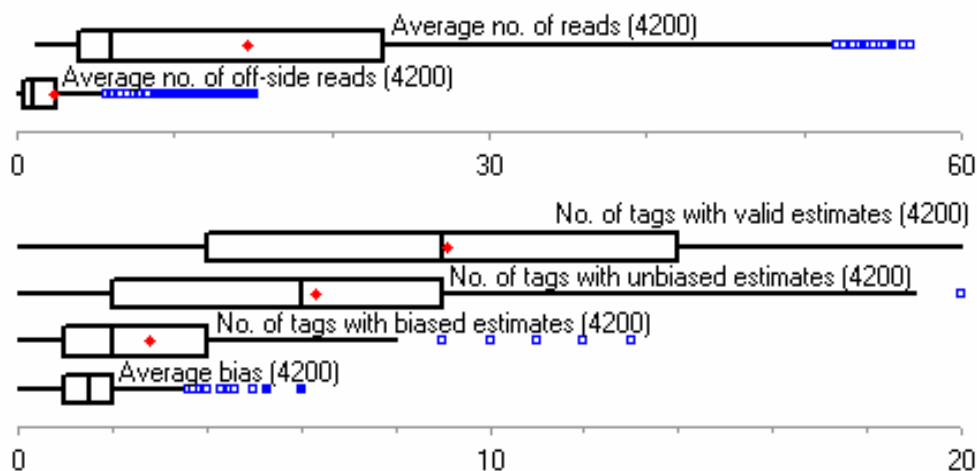 Average no. of reads (4200)
Average no. of off-side reads (4200)
0 30 60
No. of tags with valid estimates (4200)
No. of tags with unbiased estimates (4200)
No. of tags with biased estimates (4200)
Average bias (4200)
0 10 20